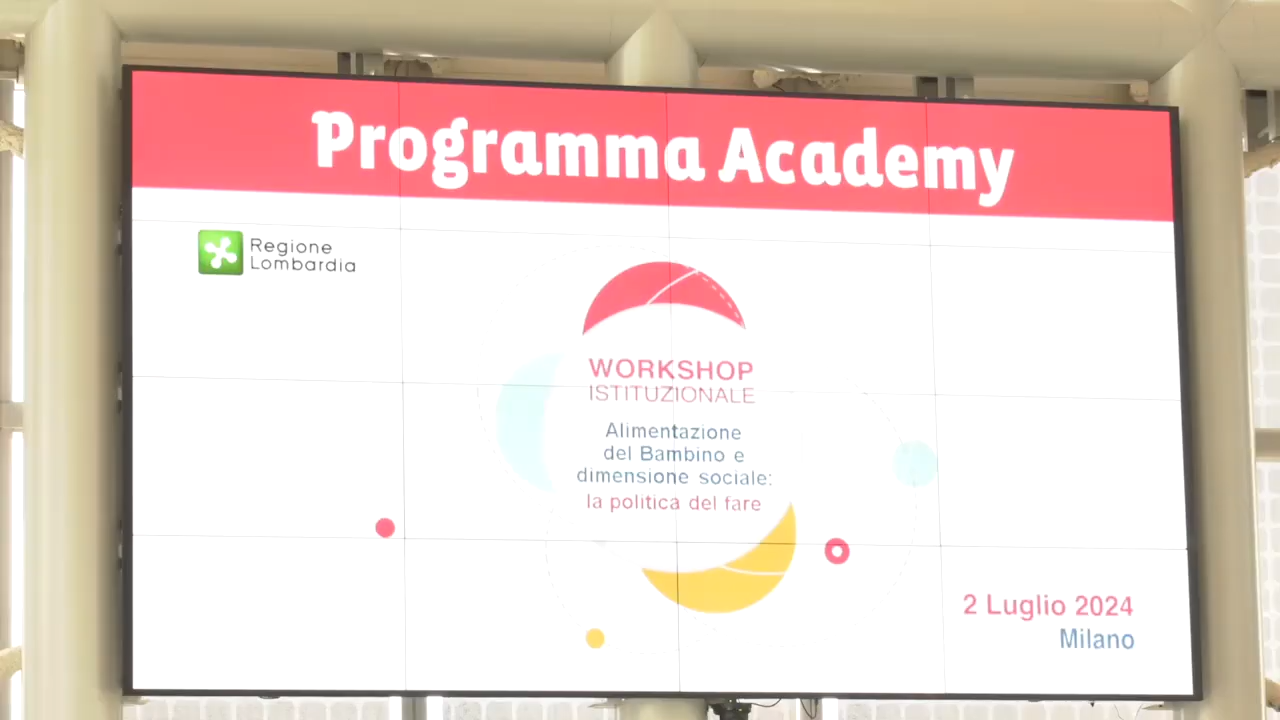 Programma Academy
Regione
Lombardia
WORKSHOP
ISTITUZIONALE
Alimentazione
del Bambino e
dimensione sociale:
la politica del fare
2 Luglio 2024
Milano